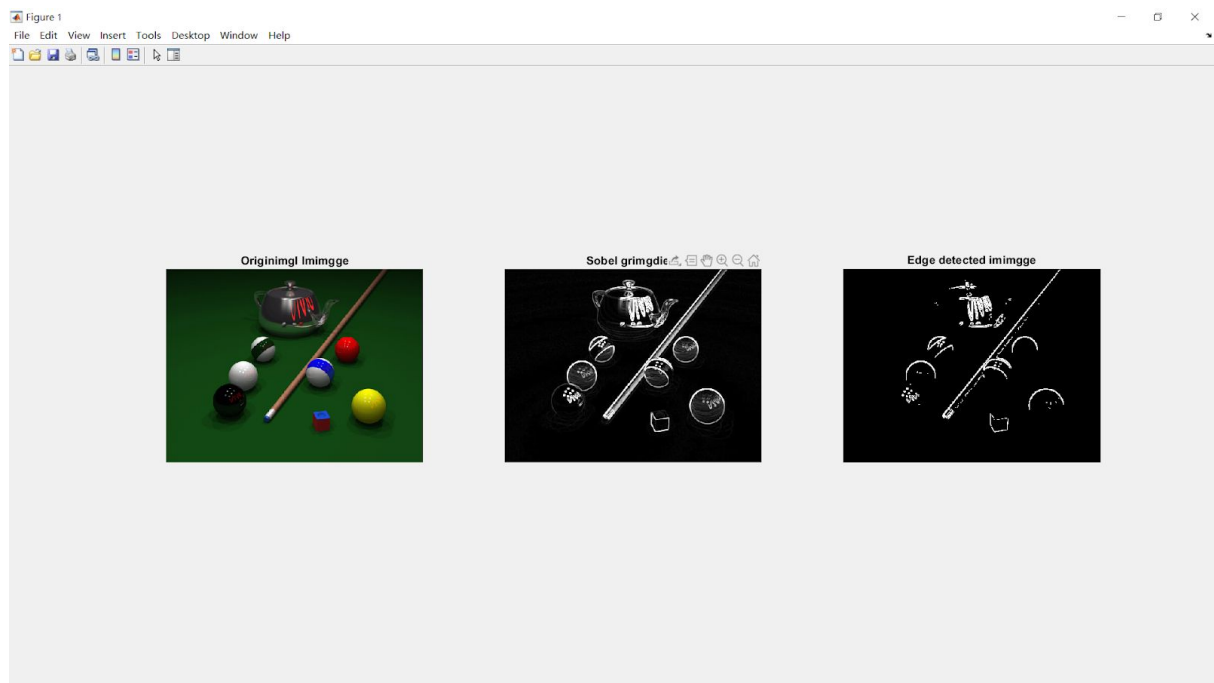 Figure 1
File Edit View Insert Tools Desktop Window Help
Originimgl Imimgge
Sobel grimgdie
Edge detected imimgge